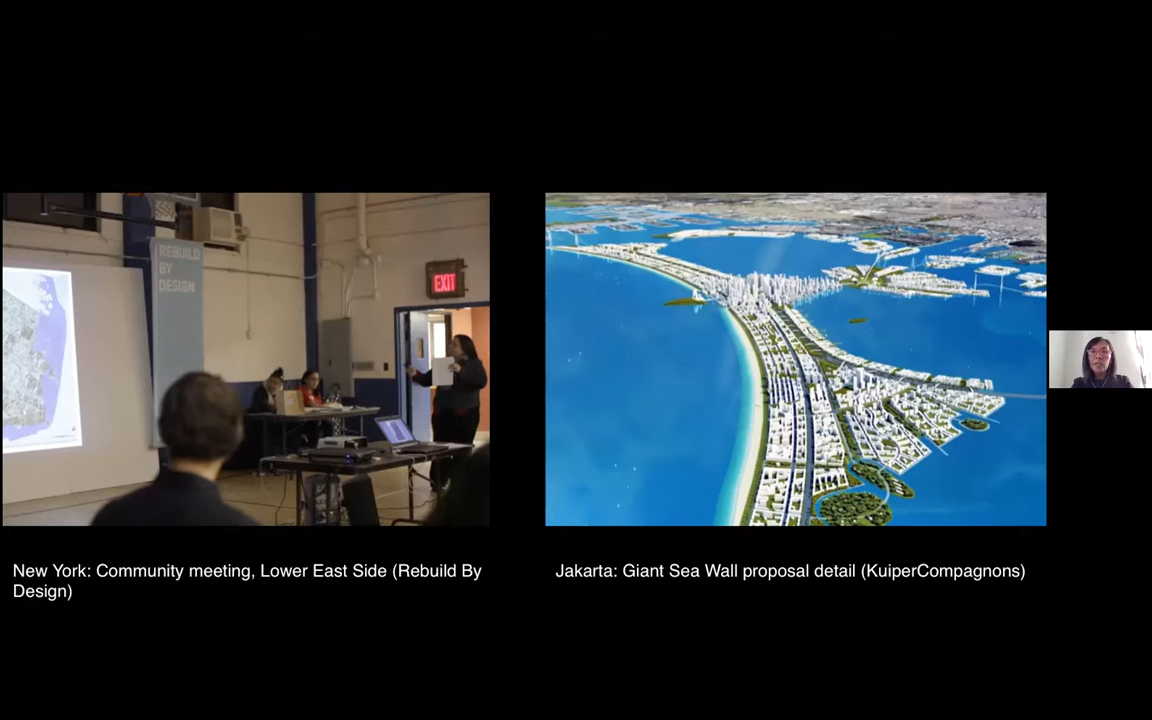 REBUILD
BY
DESIGN
EXIT
New York: Community meeting, Lower East Side (Rebuild By
Design)
Jakarta: Giant Sea Wall proposal detail (KuiperCompagnons)